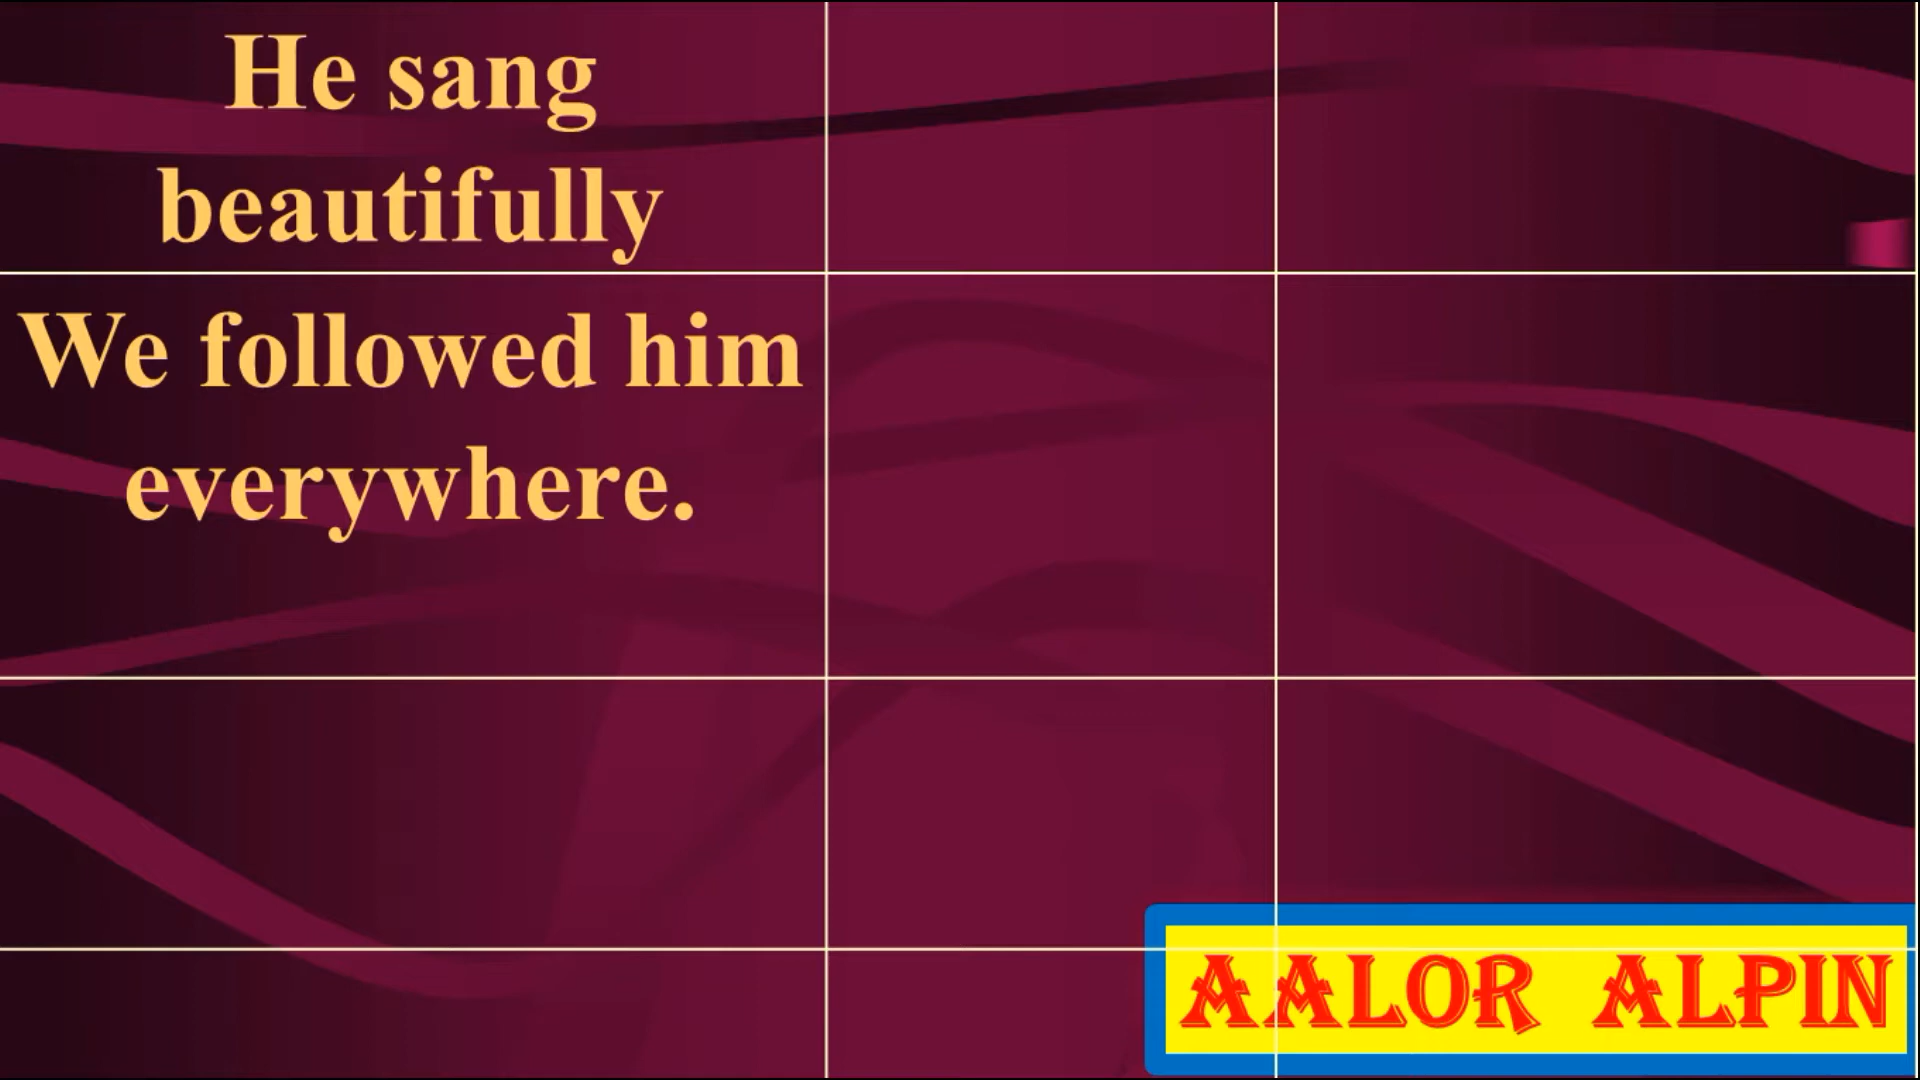 He sang
beautifully
We followed him
everywhere.
AALOR ALPIN